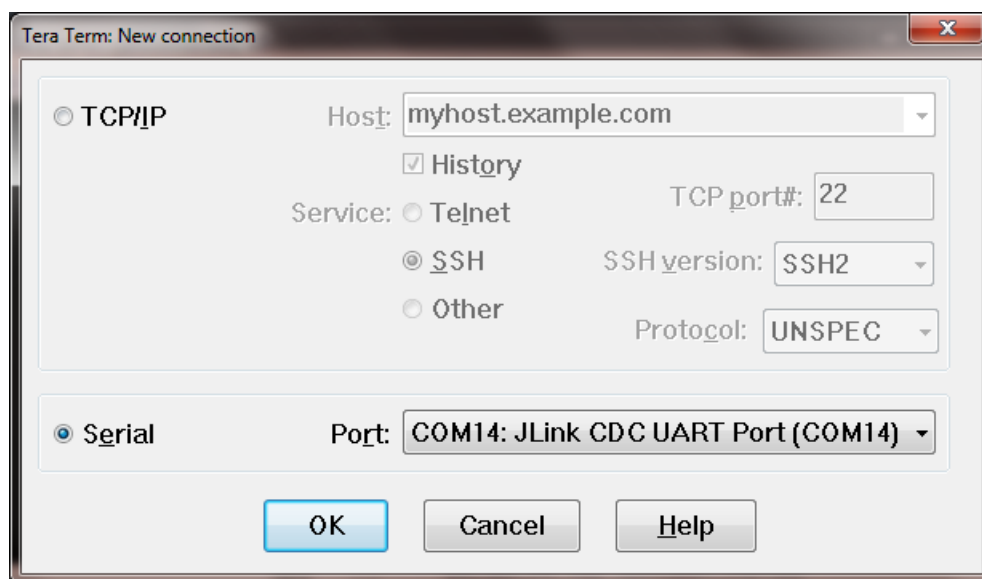 Tera Term: New connection
x
TCP/IP Host: myhost.example.com
History
TCP port#: 22
Service: Telnet
SSH SSH version: SSH2
Other
Protocol: UNSPEC
Serial Port: COM14: JLink CDC UART Port (COM14)
OK Cancel Help